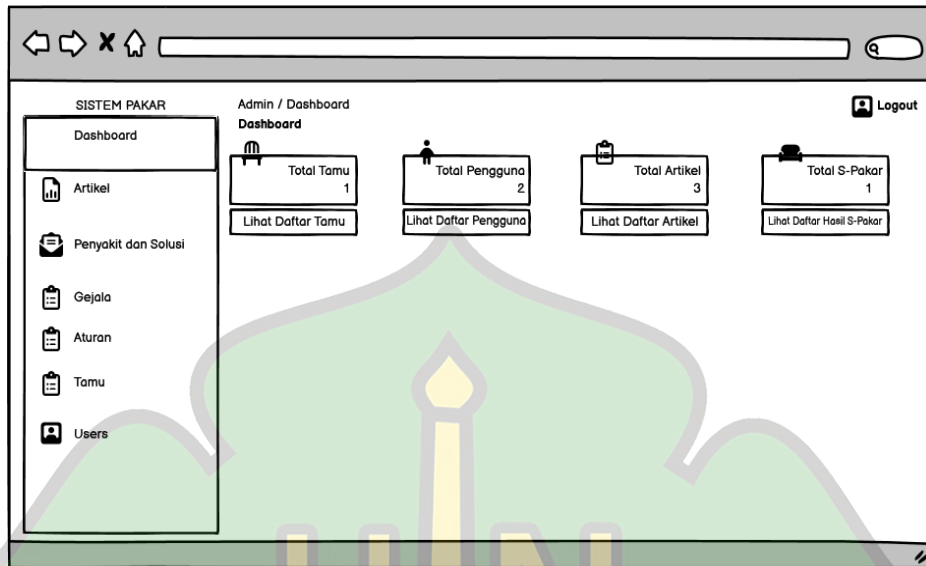 SISTEM PAKAR
Dashboard
Artikel
Penyakit dan Solusi
Gejala
Aturan
Tamu
Users
Admin / Dashboard
Dashboard
Logout
Total Tamu
1
Lihat Daftar Tamu
Total Pengguna
2
Lihat Daftar Pengguna
Total Artikel
3
Lihat Daftar Artikel
Total S-Pakar
1
Lihat Daftar Hasil S-Pakar
UIN